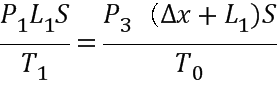 P₁L₁S / T₁ = P₃ (Δx + L₁)S / T₀